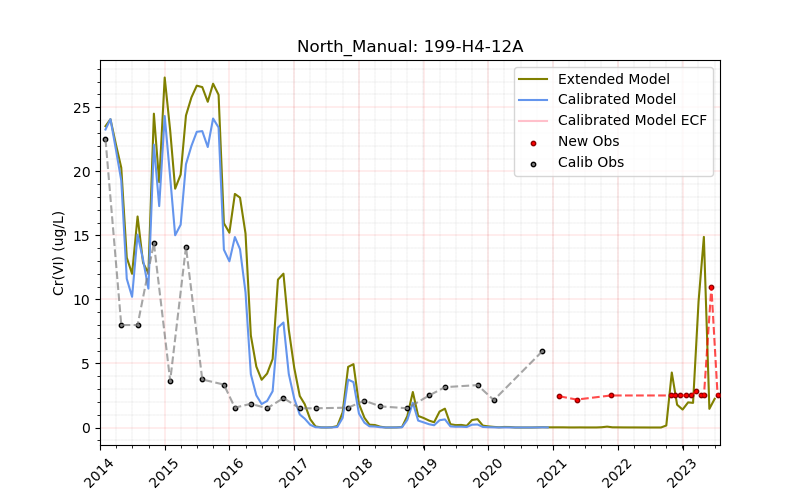 North_Manual: 199-H4-12A
Extended Model
Calibrated Model
Calibrated Model ECF
New Obs
Calib Obs
Cr(VI) (ug/L)
25
20
15
10
5
0
2014 2015 2016 2017 2018 2019 2020 2021 2022 2023